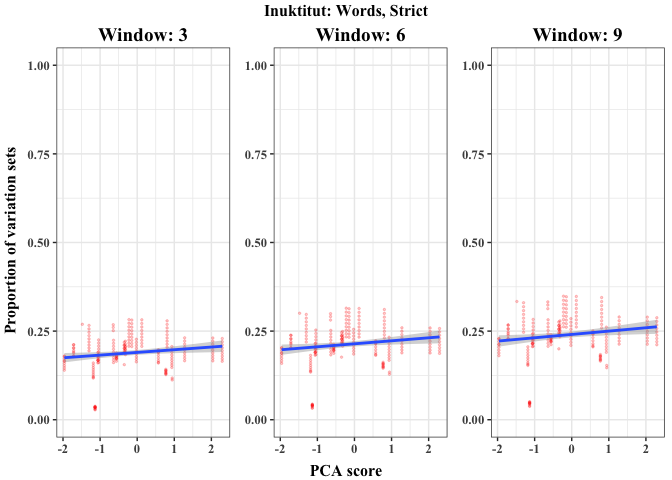 Inuktitut: Words, Strict
Window: 3 Window: 6 Window: 9
Proportion of variation sets
1.00 1.00 1.00
0.75 0.75 0.75
0.50 0.50 0.50
0.25 0.25 0.25
0.00 0.00 0.00
-2 -1 0 1 2 -2 -1 0 1 2 -2 -1 0 1 2
PCA score